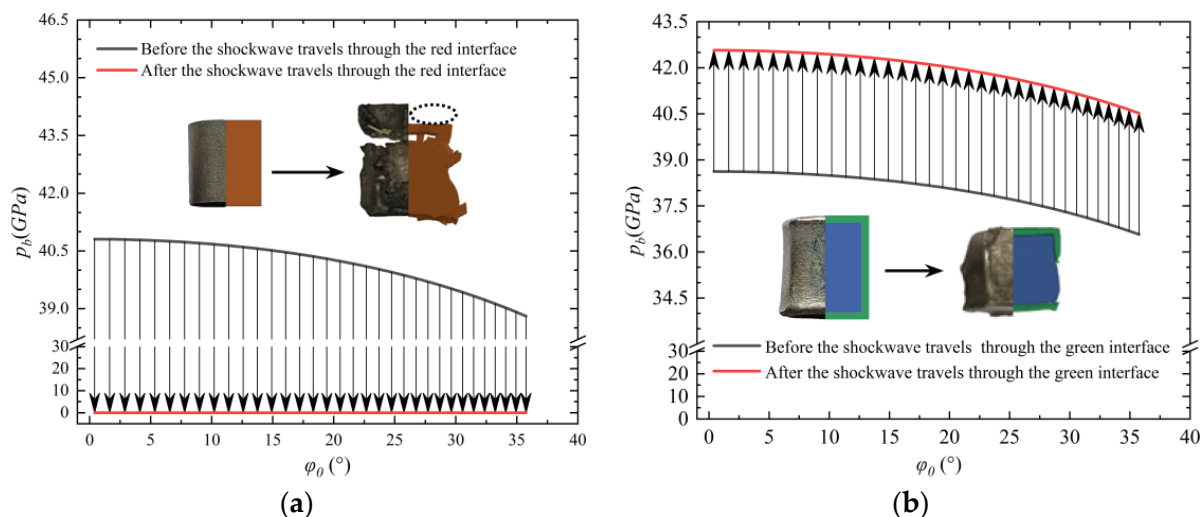 46.5
45.0
43.5
42.0
40.5
39.0
30
20
10
0
p_b(GPa)
Before the shockwave travels through the red interface
After the shockwave travels through the red interface
0 5 10 15 20 25 30 35 40
φ_0 (°)
(a)
43.5
42.0
40.5
39.0
37.5
36.0
34.5
30
25
20
15
10
5
0
p_b(GPa)
Before the shockwave travels through the green interface
After the shockwave travels through the green interface
0 5 10 15 20 25 30 35 40
φ_0 (°)
(b)